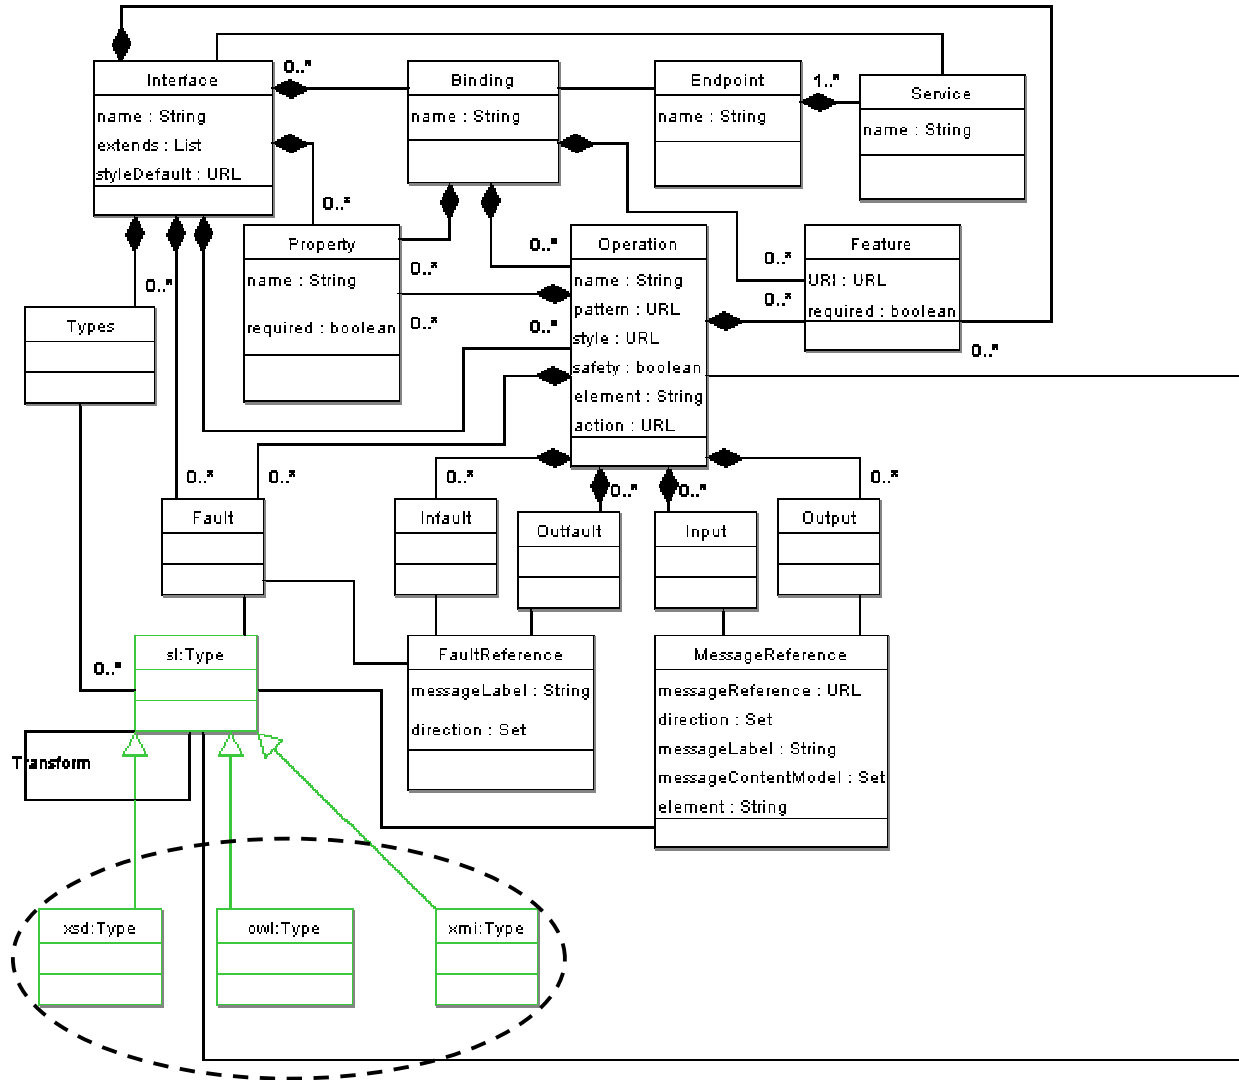 Interface
name : String
extends : List
styleDefault : URL
0..*
Binding
name : String
Endpoint
name : String
1..*
Service
name : String
0..*
Property
name : String
required : boolean
0..*
0..*
0..*
0..*
Operation
name : String
pattern : URL
style : URL
safety : boolean
element : String
action : URL
0..*
0..*
Feature
URI : URL
required : boolean
0..*
0..*
Types
0..*
0..*
0..*
0..*
0..*
0..*
Fault
Infault
Outfault
Input
Output
0..*
sl:Type
FaultReference
messageLabel : String
direction : Set
MessageReference
messageReference : URL
direction : Set
messageLabel : String
messageContentModel : Set
element : String
Transform
xsd:Type
owl:Type
xmi:Type